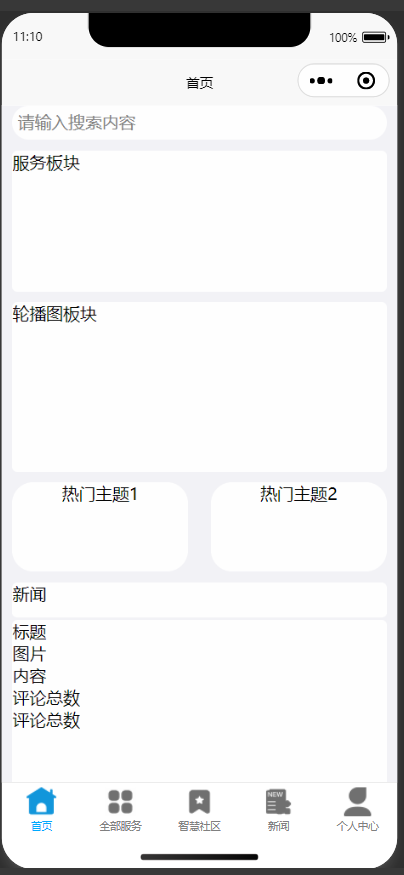 11:10
100%
首页
请输入搜索内容
服务板块
轮播图板块
热门主题1
热门主题2
新闻
标题
图片
内容
评论总数
评论总数
NEW
首页
全部服务
智慧社区
新闻
个人中心